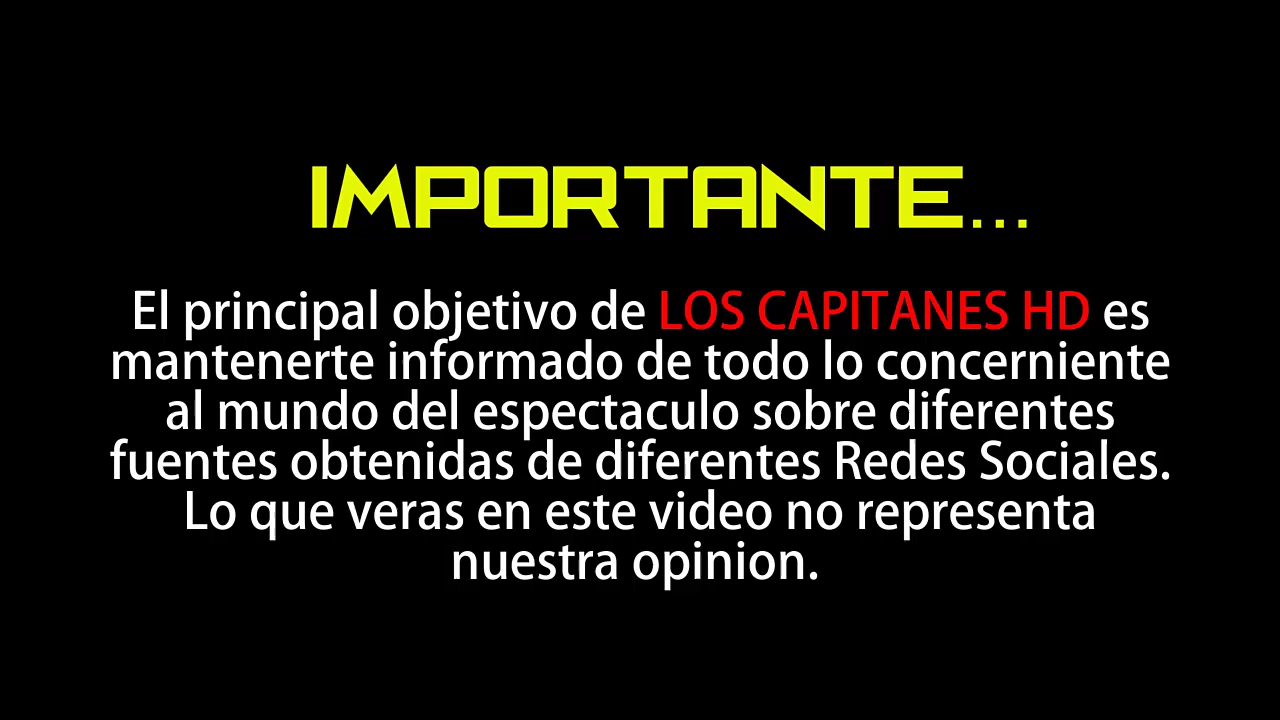 IMPORTANTE...
El principal objetivo de LOS CAPITANES HD es
mantenerte informado de todo lo concerniente
al mundo del espectaculo sobre diferentes
fuentes obtenidas de diferentes Redes Sociales.
Lo que veras en este video no representa
nuestra opinion.